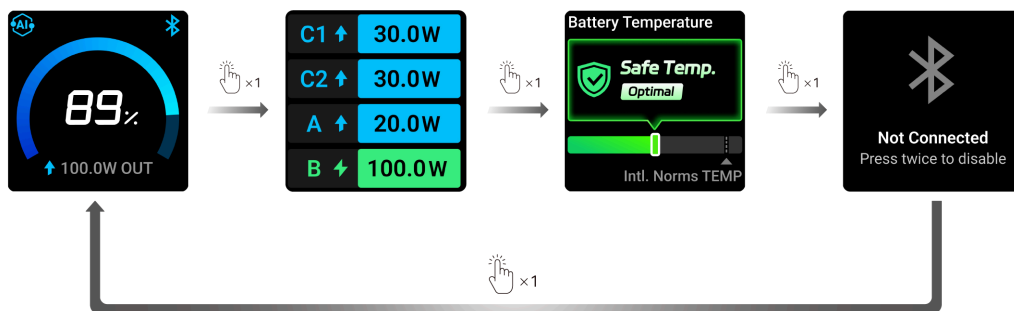 AI
89%
100.0W OUT
×1
C1 30.0W
C2 30.0W
A 20.0W
B 100.0W
×1
Battery Temperature
Safe Temp.
Optimal
Intl. Norms TEMP
×1
Not Connected
Press twice to disable
×1